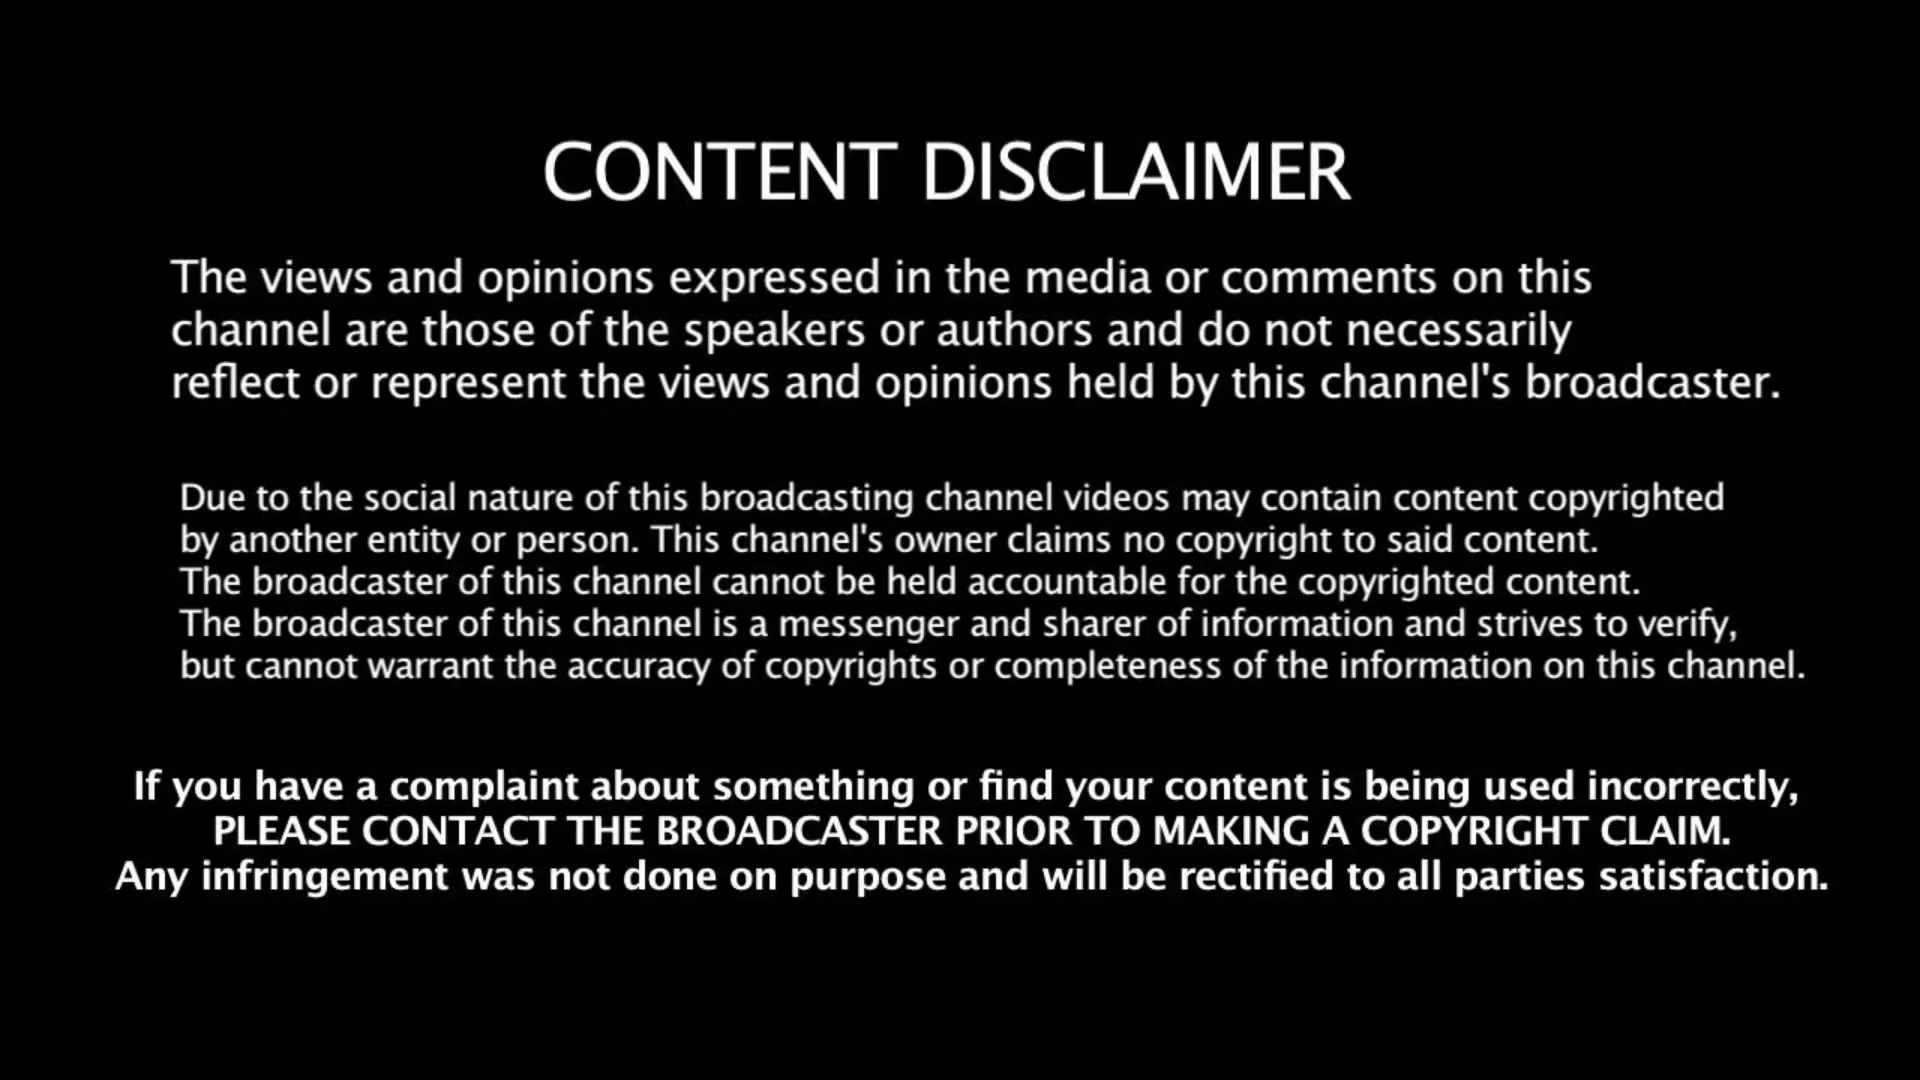 CONTENT DISCLAIMER
The views and opinions expressed in the media or comments on this
channel are those of the speakers or authors and do not necessarily
reflect or represent the views and opinions held by this channel's broadcaster.
Due to the social nature of this broadcasting channel videos may contain content copyrighted
by another entity or person. This channel's owner claims no copyright to said content.
The broadcaster of this channel cannot be held accountable for the copyrighted content.
The broadcaster of this channel is a messenger and sharer of information and strives to verify,
but cannot warrant the accuracy of copyrights or completeness of the information on this channel.
If you have a complaint about something or find your content is being used incorrectly,
PLEASE CONTACT THE BROADCASTER PRIOR TO MAKING A COPYRIGHT CLAIM.
Any infringement was not done on purpose and will be rectified to all parties satisfaction.